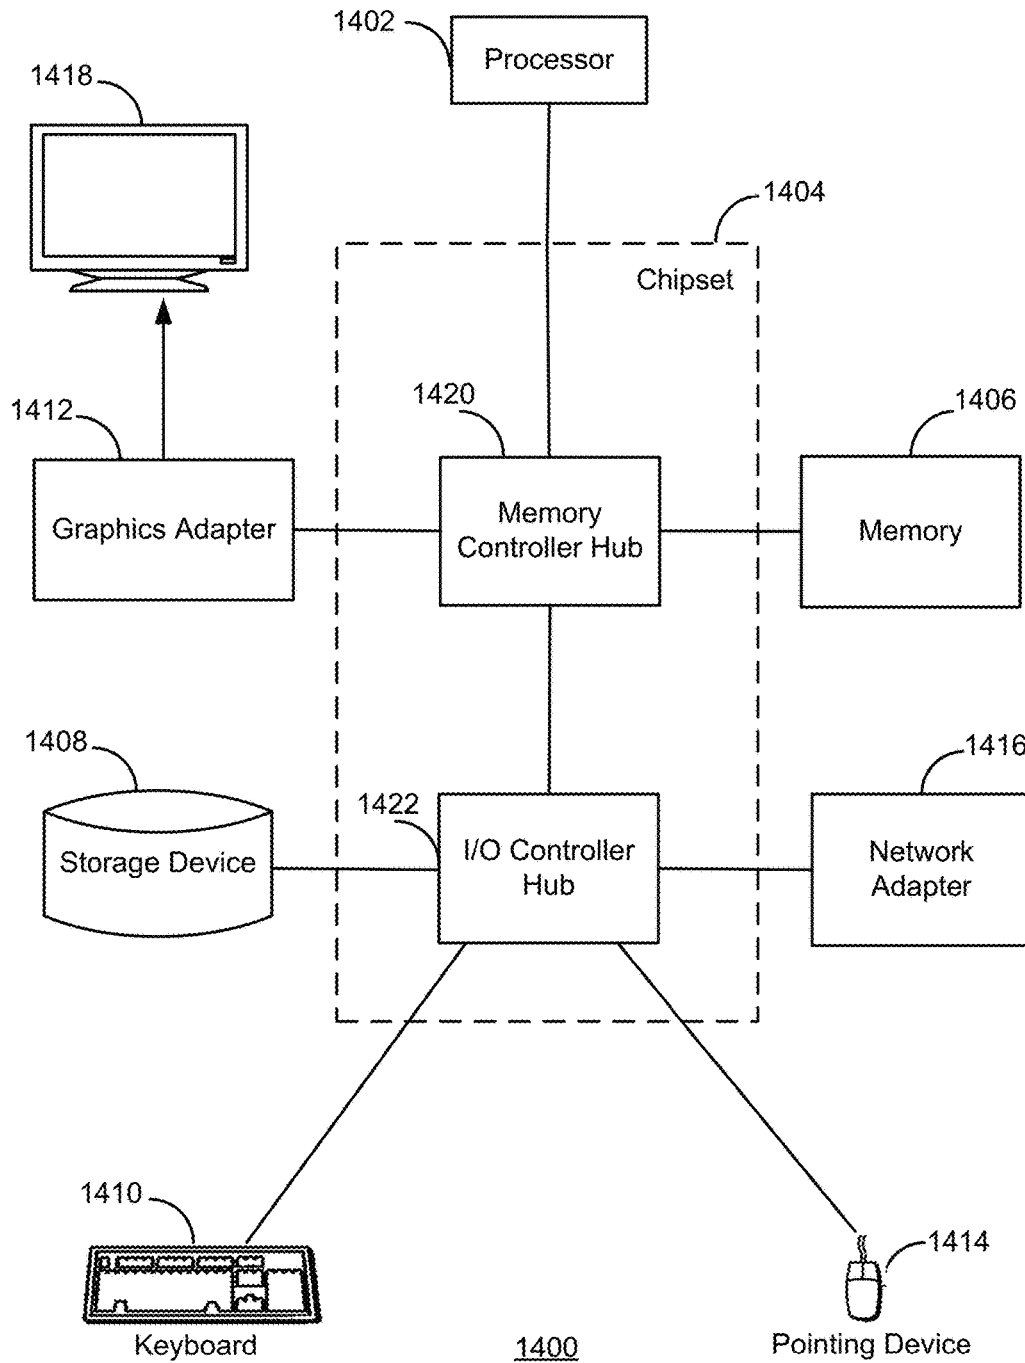 1402
Processor
1418
1404
Chipset
1420
1412
1406
Graphics Adapter
Memory
Controller Hub
Memory
1408
1416
1422
Storage Device
I/O Controller
Hub
Network
Adapter
1410
1414
Keyboard
1400
Pointing Device